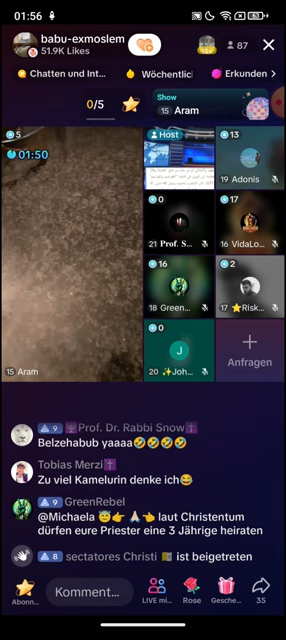 01:56
63
babu-exmoslem
51.9K Likes
87
Chatten und Int...
Wöchentlic
Erkunden >
0/5
Show
15 Aram
5
01:50
Host
13
19 Adonis
0
21 Prof. S...
17
16 VidaLo...
16
18 Green...
2
17 ⭐Risk...
0
J
20 ✨Joh...
+
Anfragen
15 Aram
9 Prof. Dr. Rabbi Snow✝️
Belzehabub yaaaa🤣🤣🤣🤣
Tobias Merzi✝️
Zu viel Kamelurin denke ich😂
9 GreenRebel
@Michaela 😇👉🙏🏻👈 laut Christentum
dürfen eure Priester eine 3 Jährige heiraten
8 sectatores Christi 🇻🇦 ist beigetreten
Komment...
Abonn...
LIVE mi...
Rose
Gesche...
35